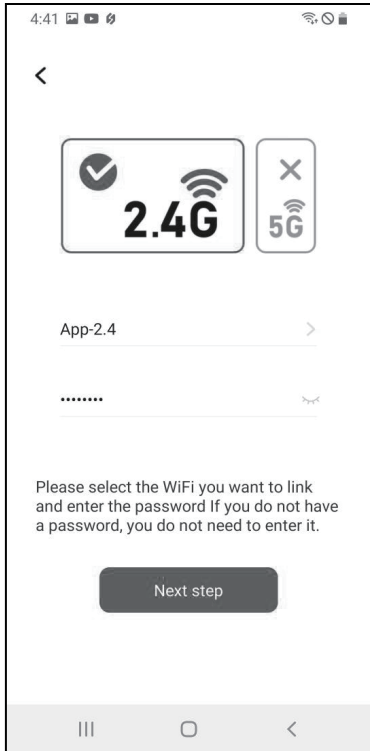 4:41
2.4G
5G
App-2.4
••••••••
Please select the WiFi you want to link
and enter the password If you do not have
a password, you do not need to enter it.
Next step